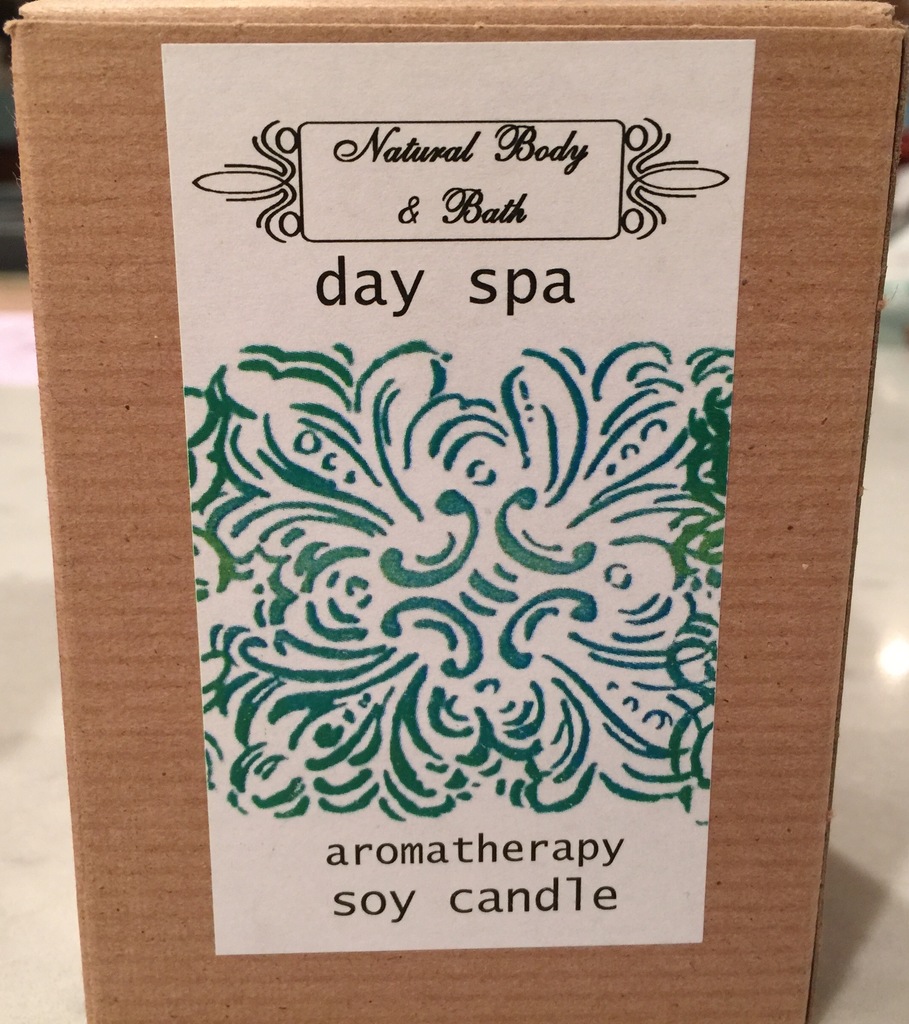 Natural Body
& Bath
day spa
aromatherapy
soy candle